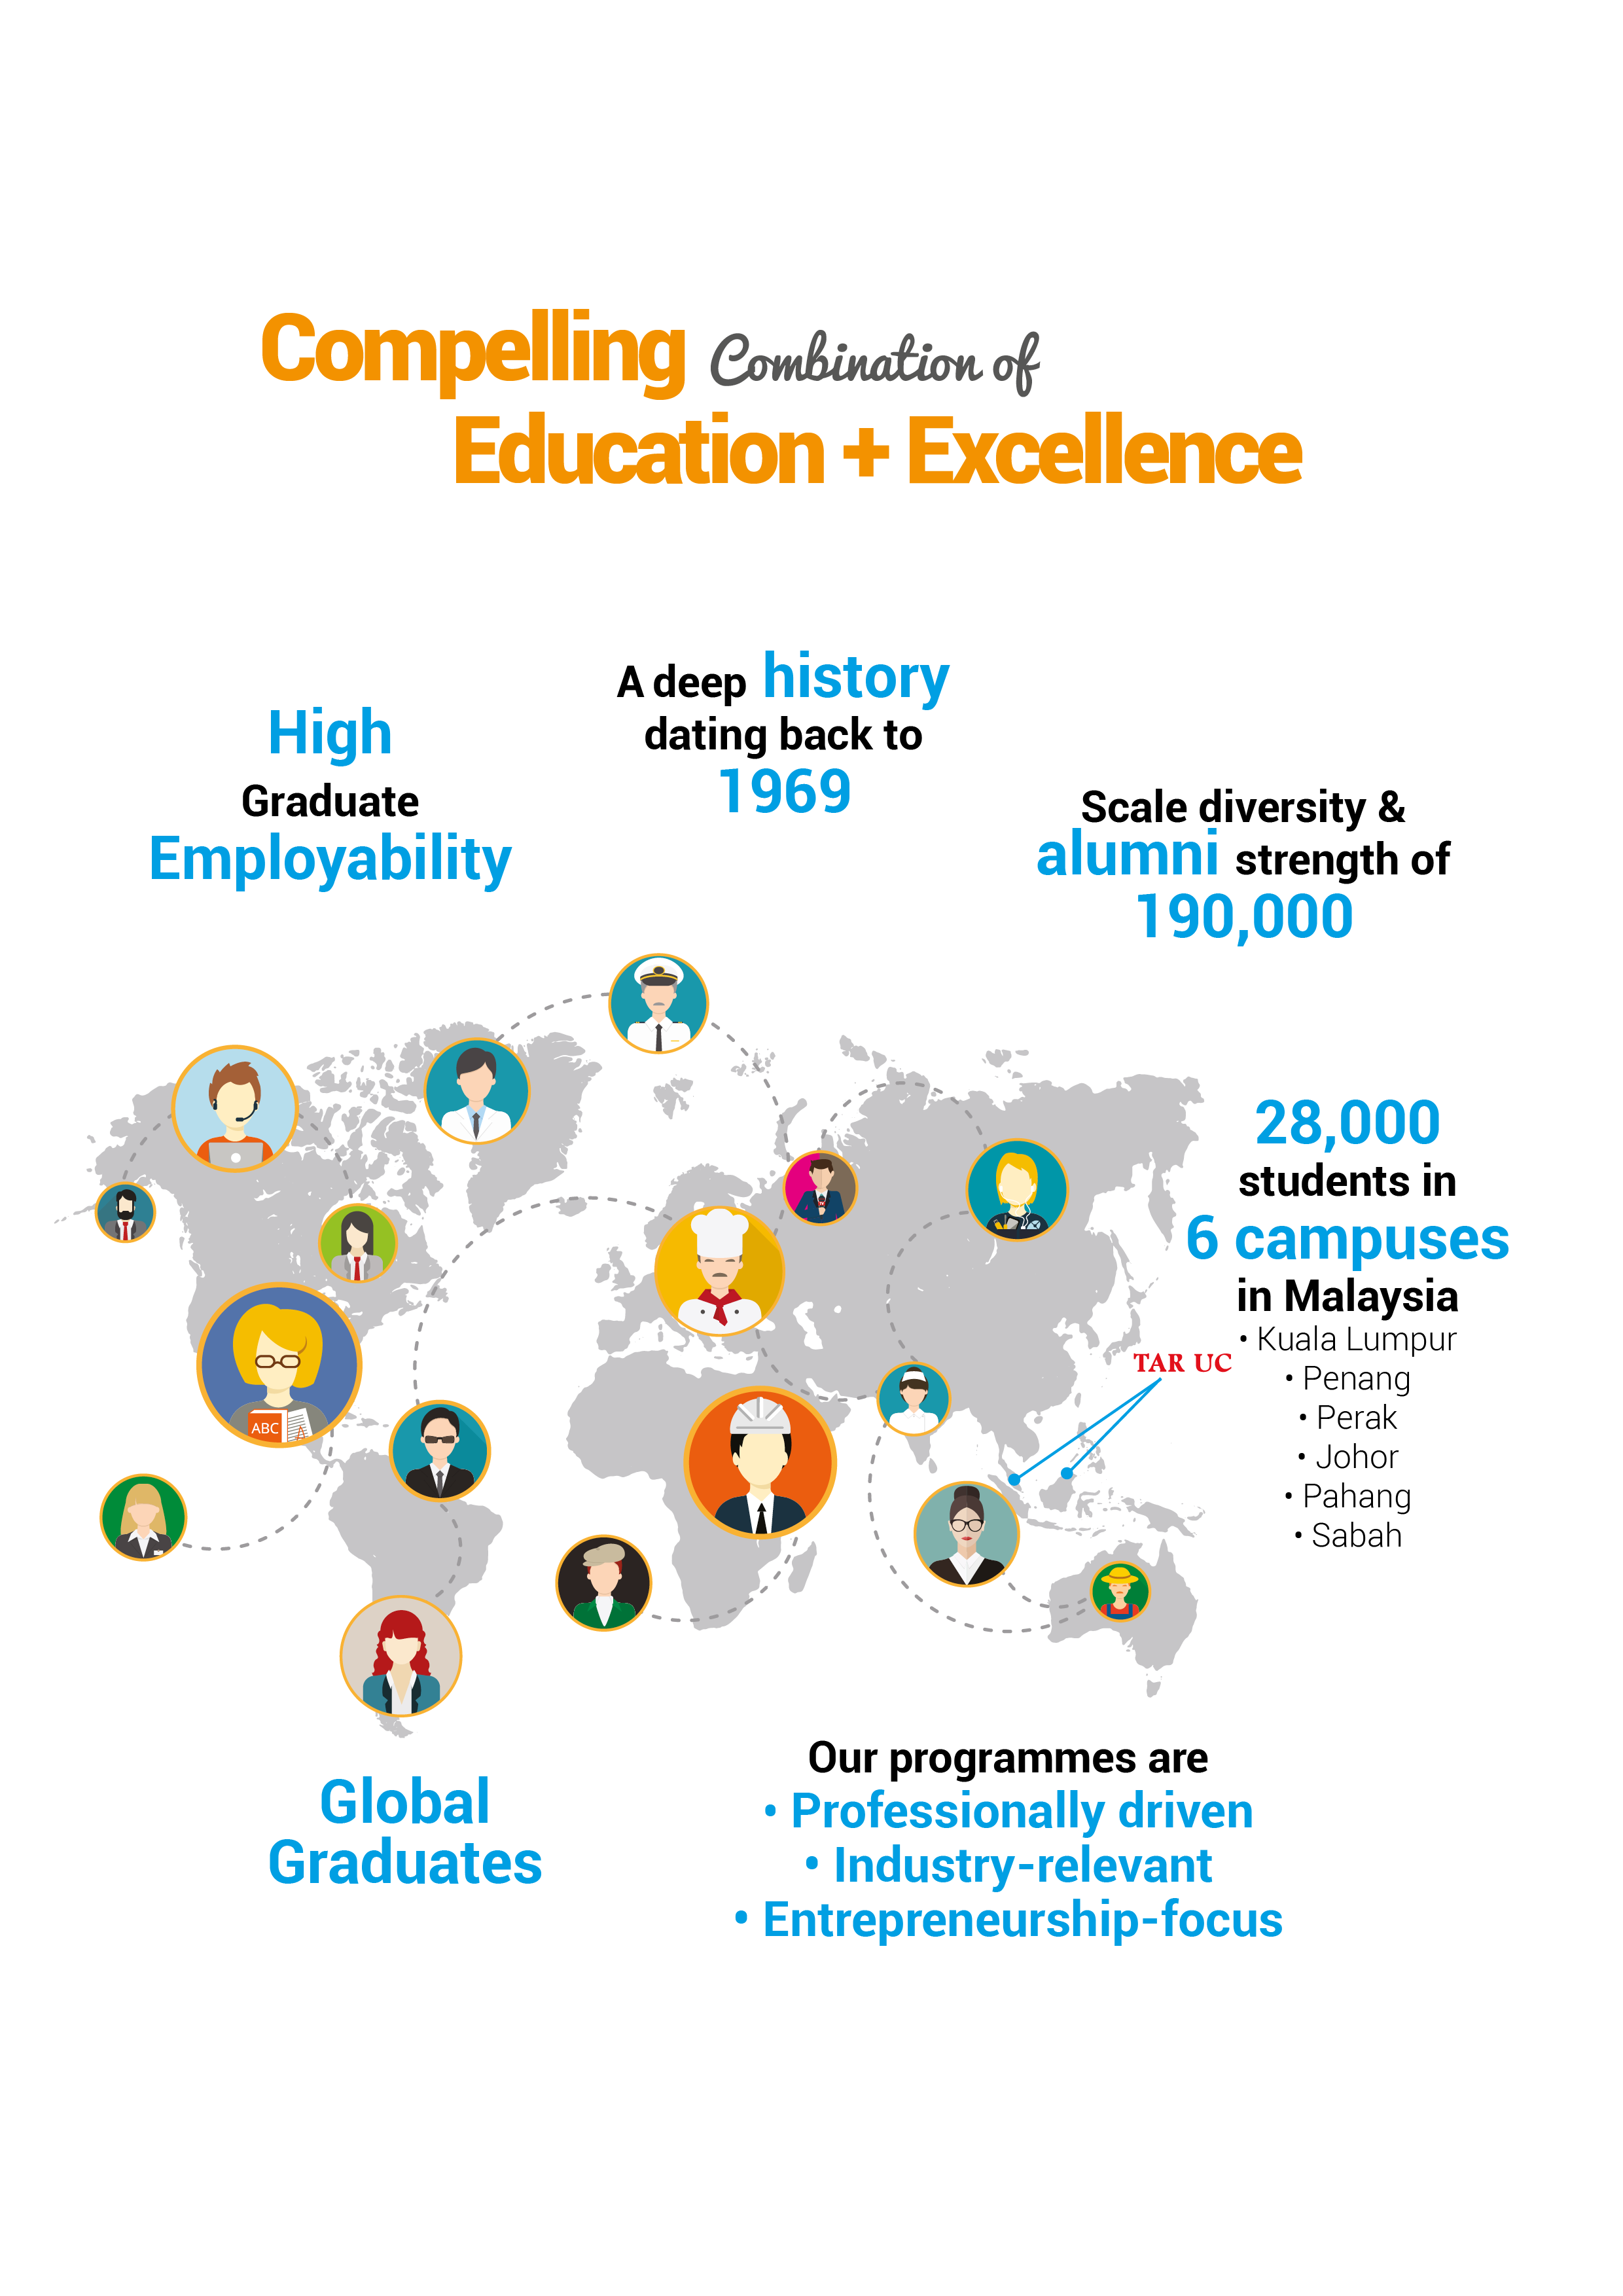 Compelling Combination of
Education + Excellence
A deep history
dating back to
1969
High
Graduate
Employability
Scale diversity &
alumni strength of
190,000
28,000
students in
6 campuses
in Malaysia
• Kuala Lumpur
• Penang
• Perak
• Johor
• Pahang
• Sabah
TAR UC
ABC
Global
Graduates
Our programmes are
• Professionally driven
• Industry-relevant
• Entrepreneurship-focus